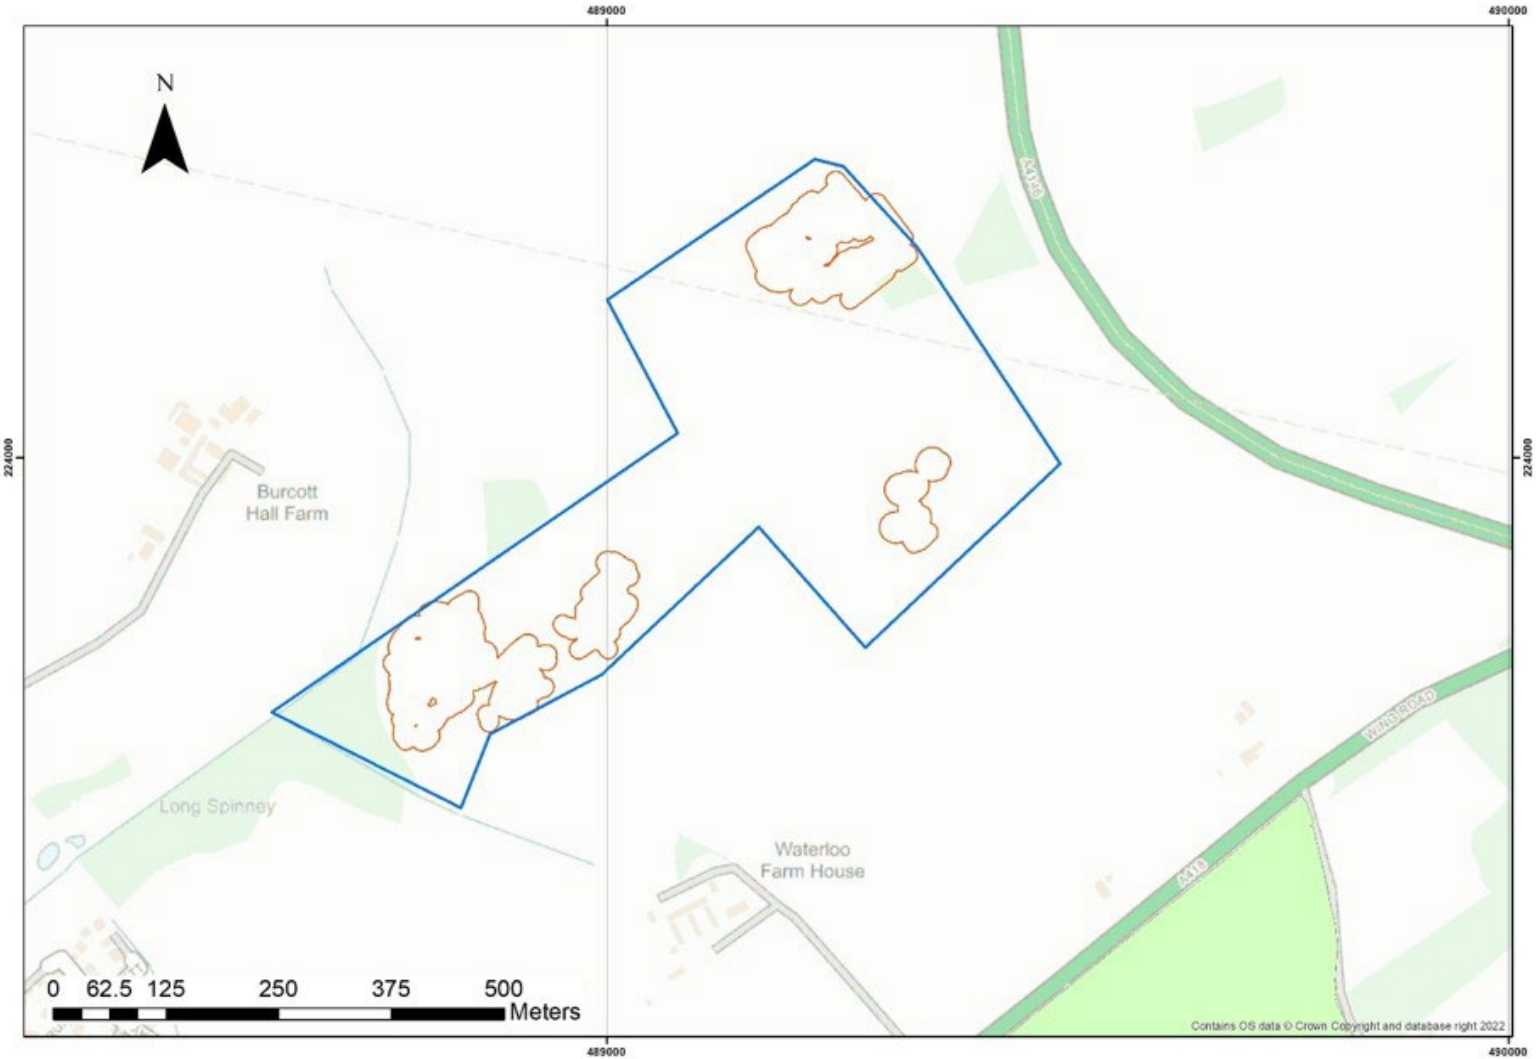 489000
490000
N
A4146
224000
224000
Burcott
Hall Farm
Long Spinney
WING ROAD
Waterloo
Farm House
A418
0 62.5 125 250 375 500
Meters
Contains OS data © Crown Copyright and database right 2022
489000
490000